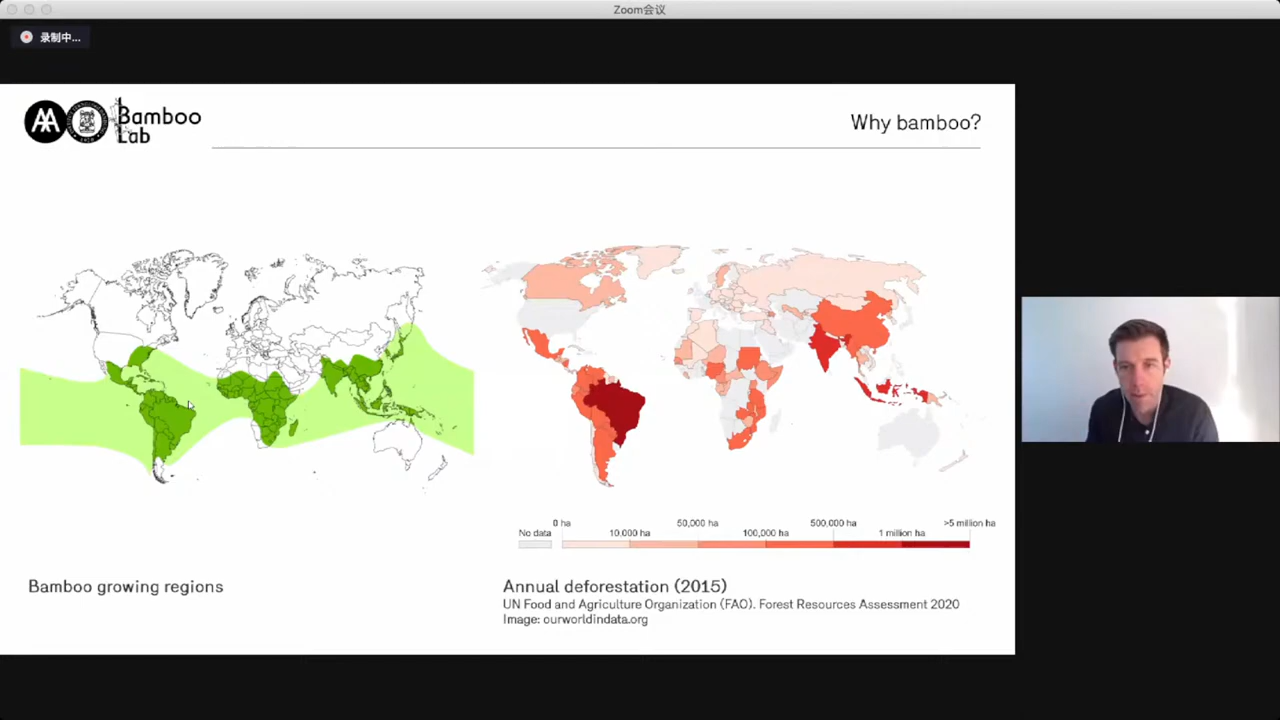 Zoom会议
录制中...
Bamboo
Lab
Why bamboo?
0 ha
50,000 ha
500,000 ha
>5 million ha
No data
10,000 ha
100,000 ha
1 million ha
Bamboo growing regions
Annual deforestation (2015)
UN Food and Agriculture Organization (FAO). Forest Resources Assessment 2020
Image: ourworldindata.org